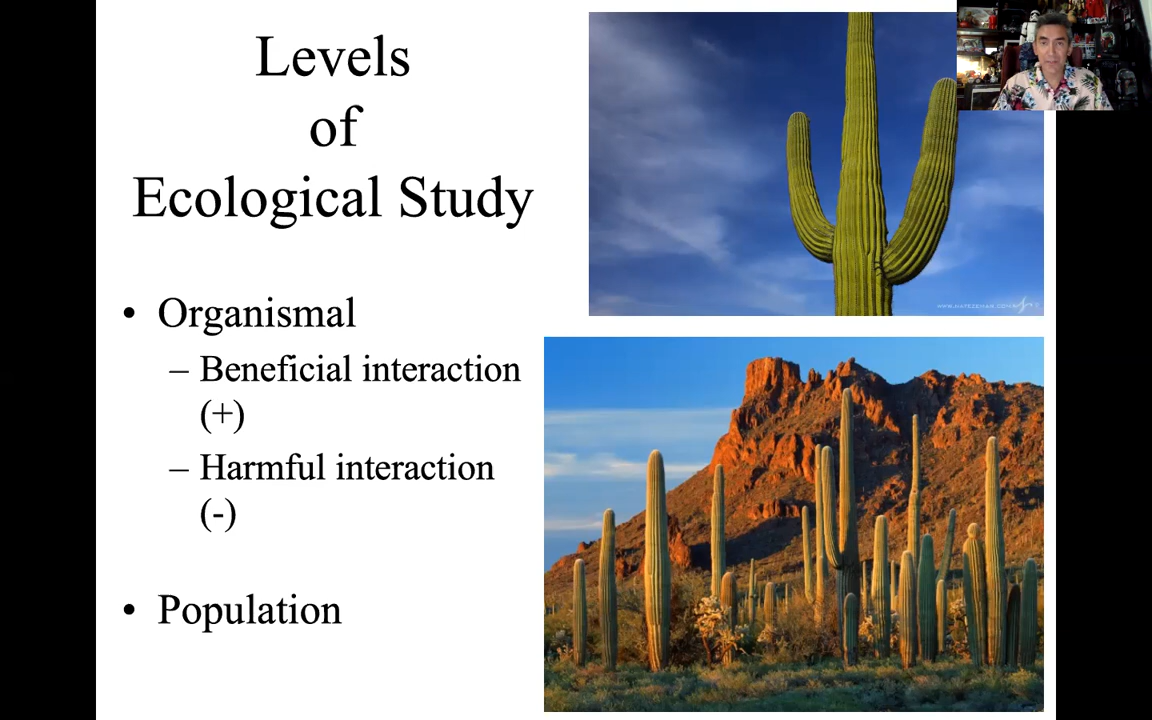 Levels
of
Ecological Study
• Organismal
– Beneficial interaction
(+)
– Harmful interaction
(-)
• Population